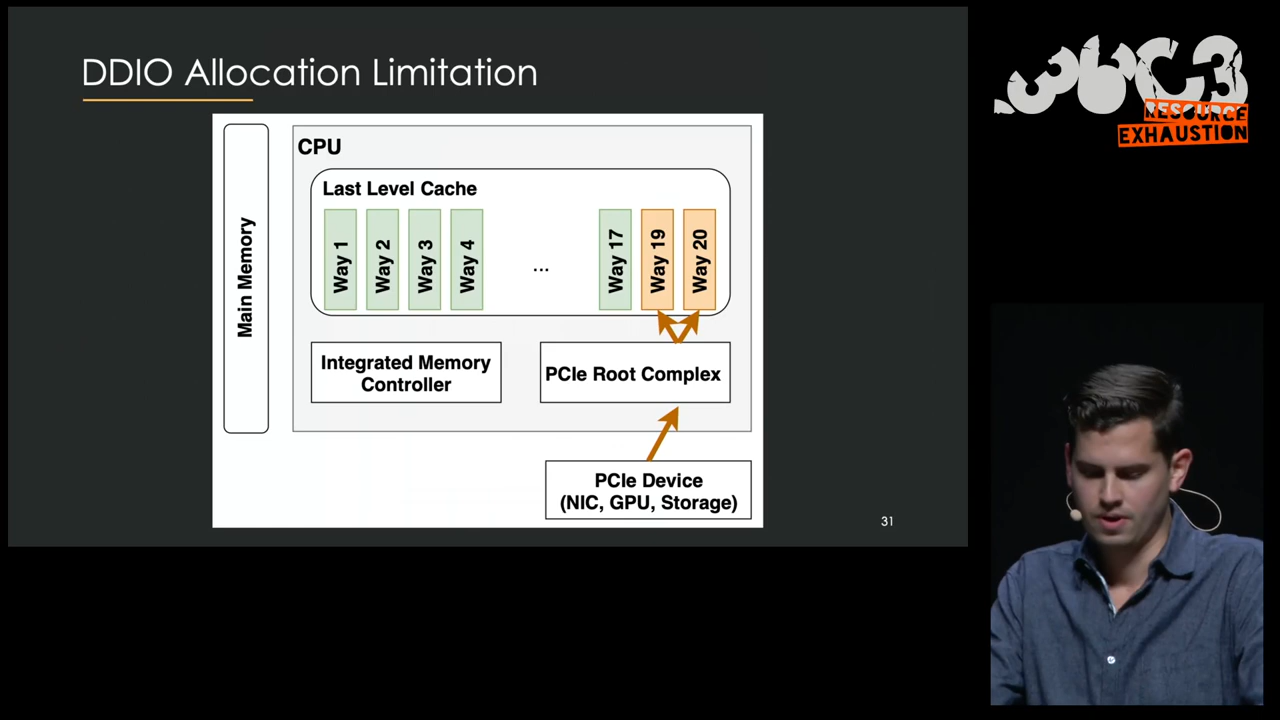 DDIO Allocation Limitation
Main Memory
CPU
Last Level Cache
Way 1
Way 2
Way 3
Way 4
...
Way 17
Way 19
Way 20
Integrated Memory
Controller
PCIe Root Complex
PCIe Device
(NIC, GPU, Storage)
31
36C3
RESOURCE
EXHAUSTION